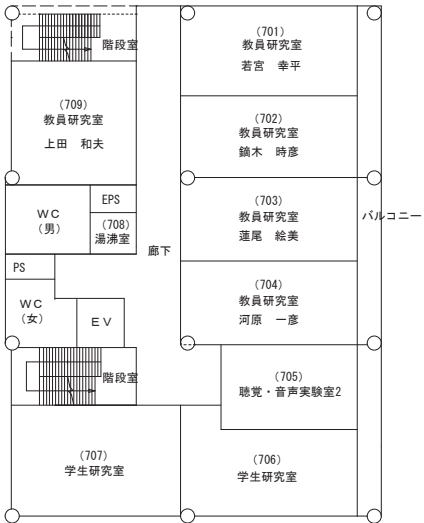 階段室
(701)
教員研究室
若宮 幸平
(709)
教員研究室
上田 和夫
(702)
教員研究室
鏑木 時彦
WC
(男)
EPS
(708)
湯沸室
(703)
教員研究室
蓮尾 絵美
バルコニー
廊下
PS
WC
(女)
EV
(704)
教員研究室
河原 一彦
階段室
(705)
聴覚・音声実験室2
(707)
学生研究室
(706)
学生研究室